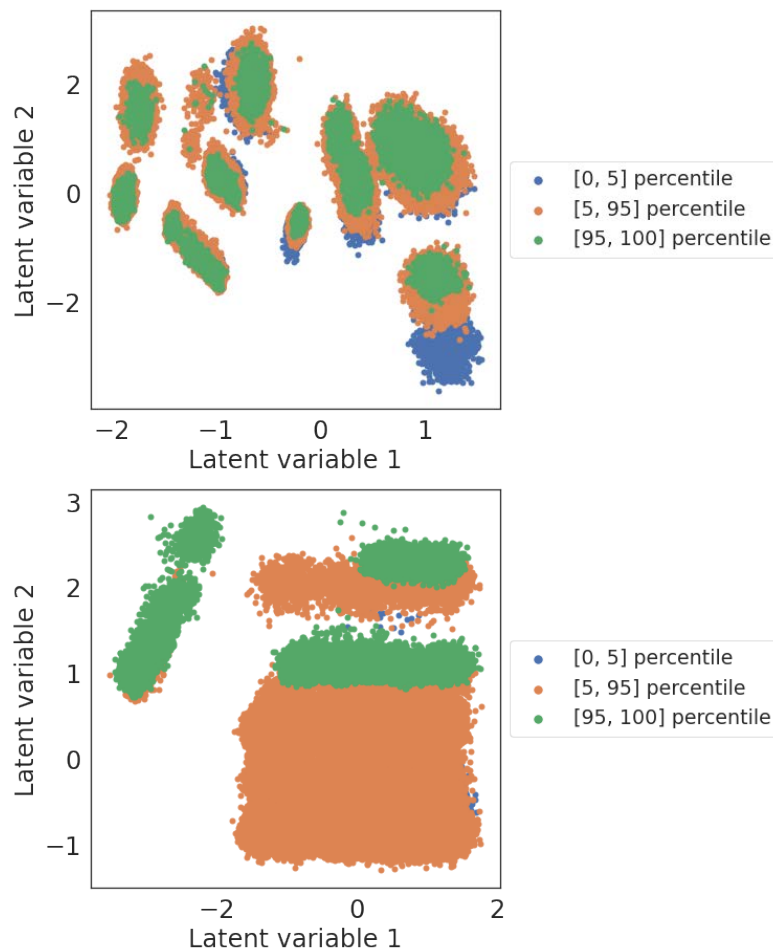 2
0
−2
Latent variable 2
−2 −1 0 1
Latent variable 1
[0, 5] percentile
[5, 95] percentile
[95, 100] percentile
3
2
1
0
−1
Latent variable 2
−2 0 2
Latent variable 1
[0, 5] percentile
[5, 95] percentile
[95, 100] percentile